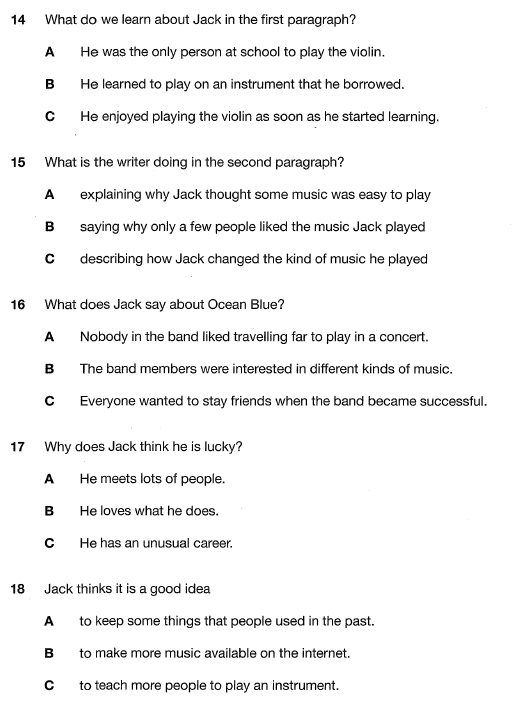 14 What do we learn about Jack in the first paragraph?
A He was the only person at school to play the violin.
B He learned to play on an instrument that he borrowed.
C He enjoyed playing the violin as soon as he started learning.
15 What is the writer doing in the second paragraph?
A explaining why Jack thought some music was easy to play
B saying why only a few people liked the music Jack played
C describing how Jack changed the kind of music he played
16 What does Jack say about Ocean Blue?
A Nobody in the band liked travelling far to play in a concert.
B The band members were interested in different kinds of music.
C Everyone wanted to stay friends when the band became successful.
17 Why does Jack think he is lucky?
A He meets lots of people.
B He loves what he does.
C He has an unusual career.
18 Jack thinks it is a good idea
A to keep some things that people used in the past.
B to make more music available on the internet.
C to teach more people to play an instrument.